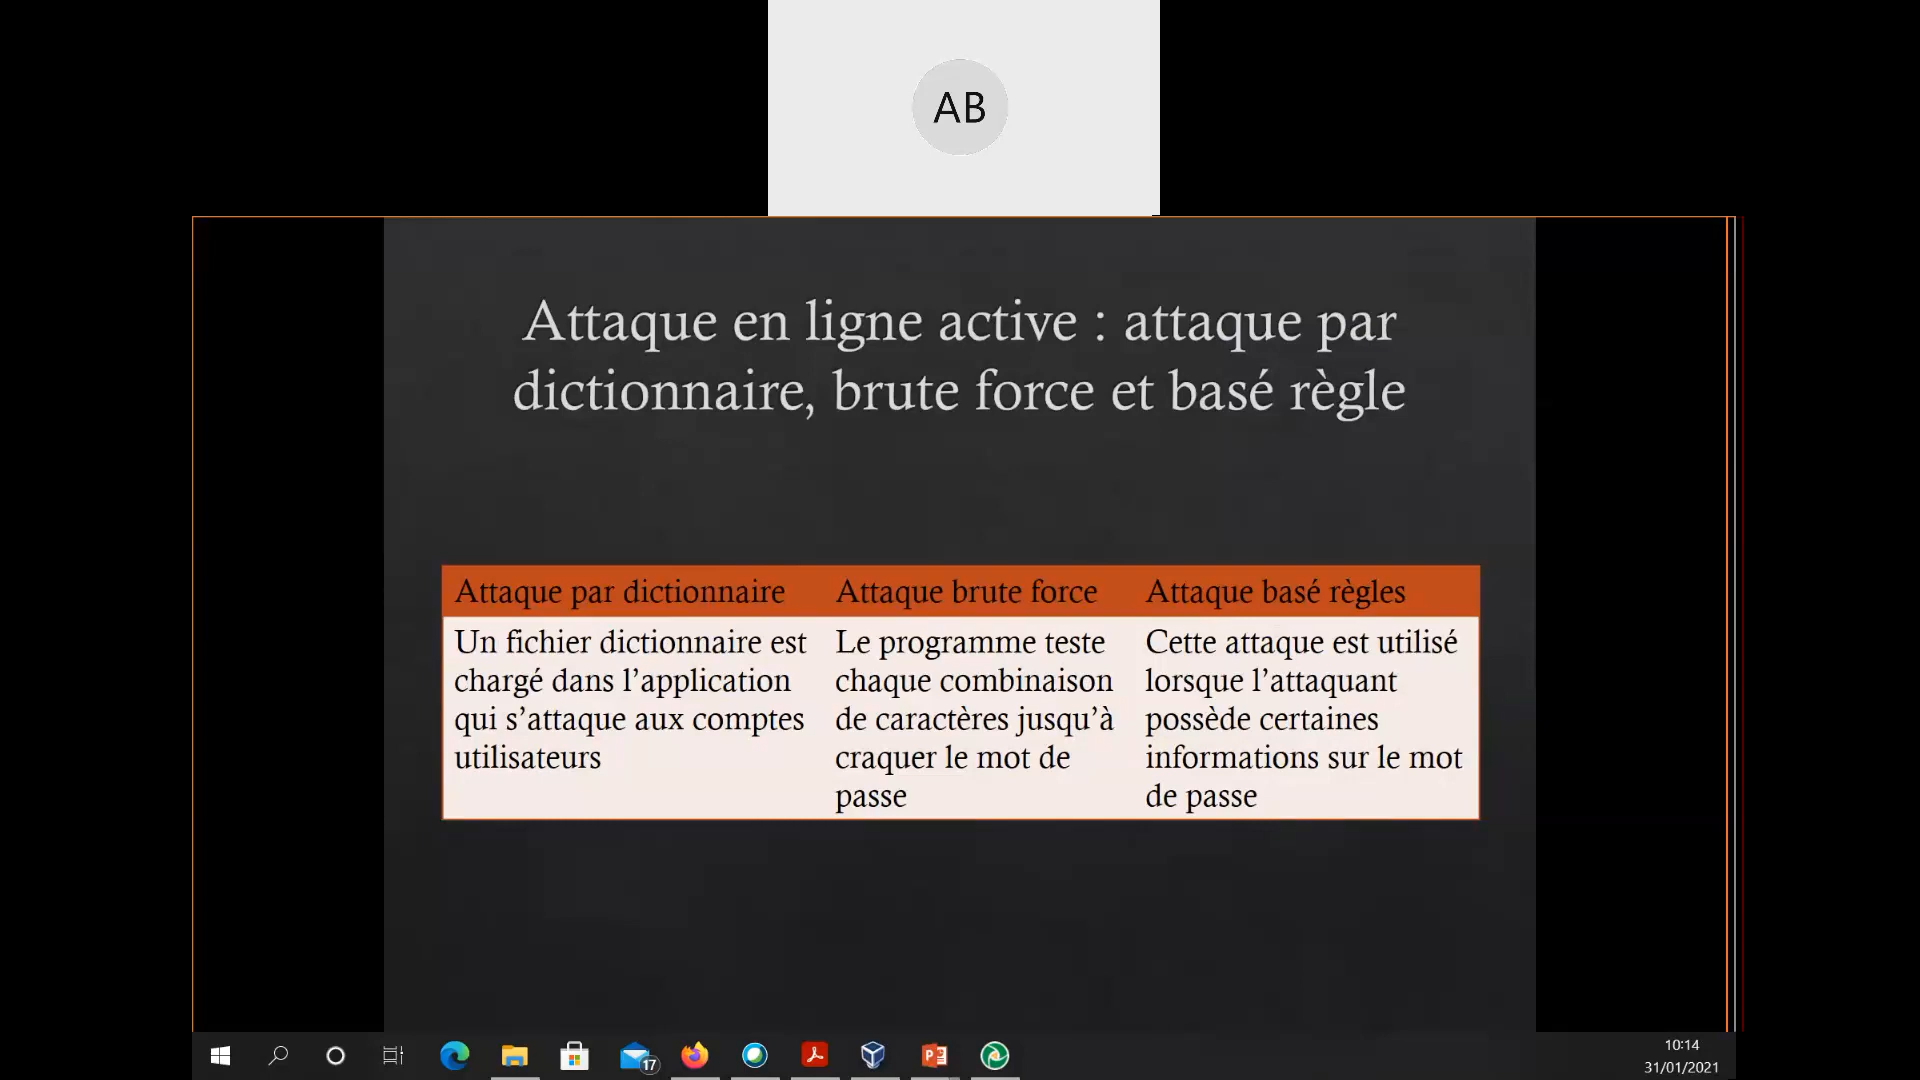 AB
Attaque en ligne active : attaque par
dictionnaire, brute force et basé règle
Attaque par dictionnaire
Attaque brute force
Attaque basé règles
Un fichier dictionnaire est
chargé dans l’application
qui s’attaque aux comptes
utilisateurs
Le programme teste
chaque combinaison
de caractères jusqu’à
craquer le mot de
passe
Cette attaque est utilisé
lorsque l’attaquant
possède certaines
informations sur le mot
de passe
17
10:14
31/01/2021